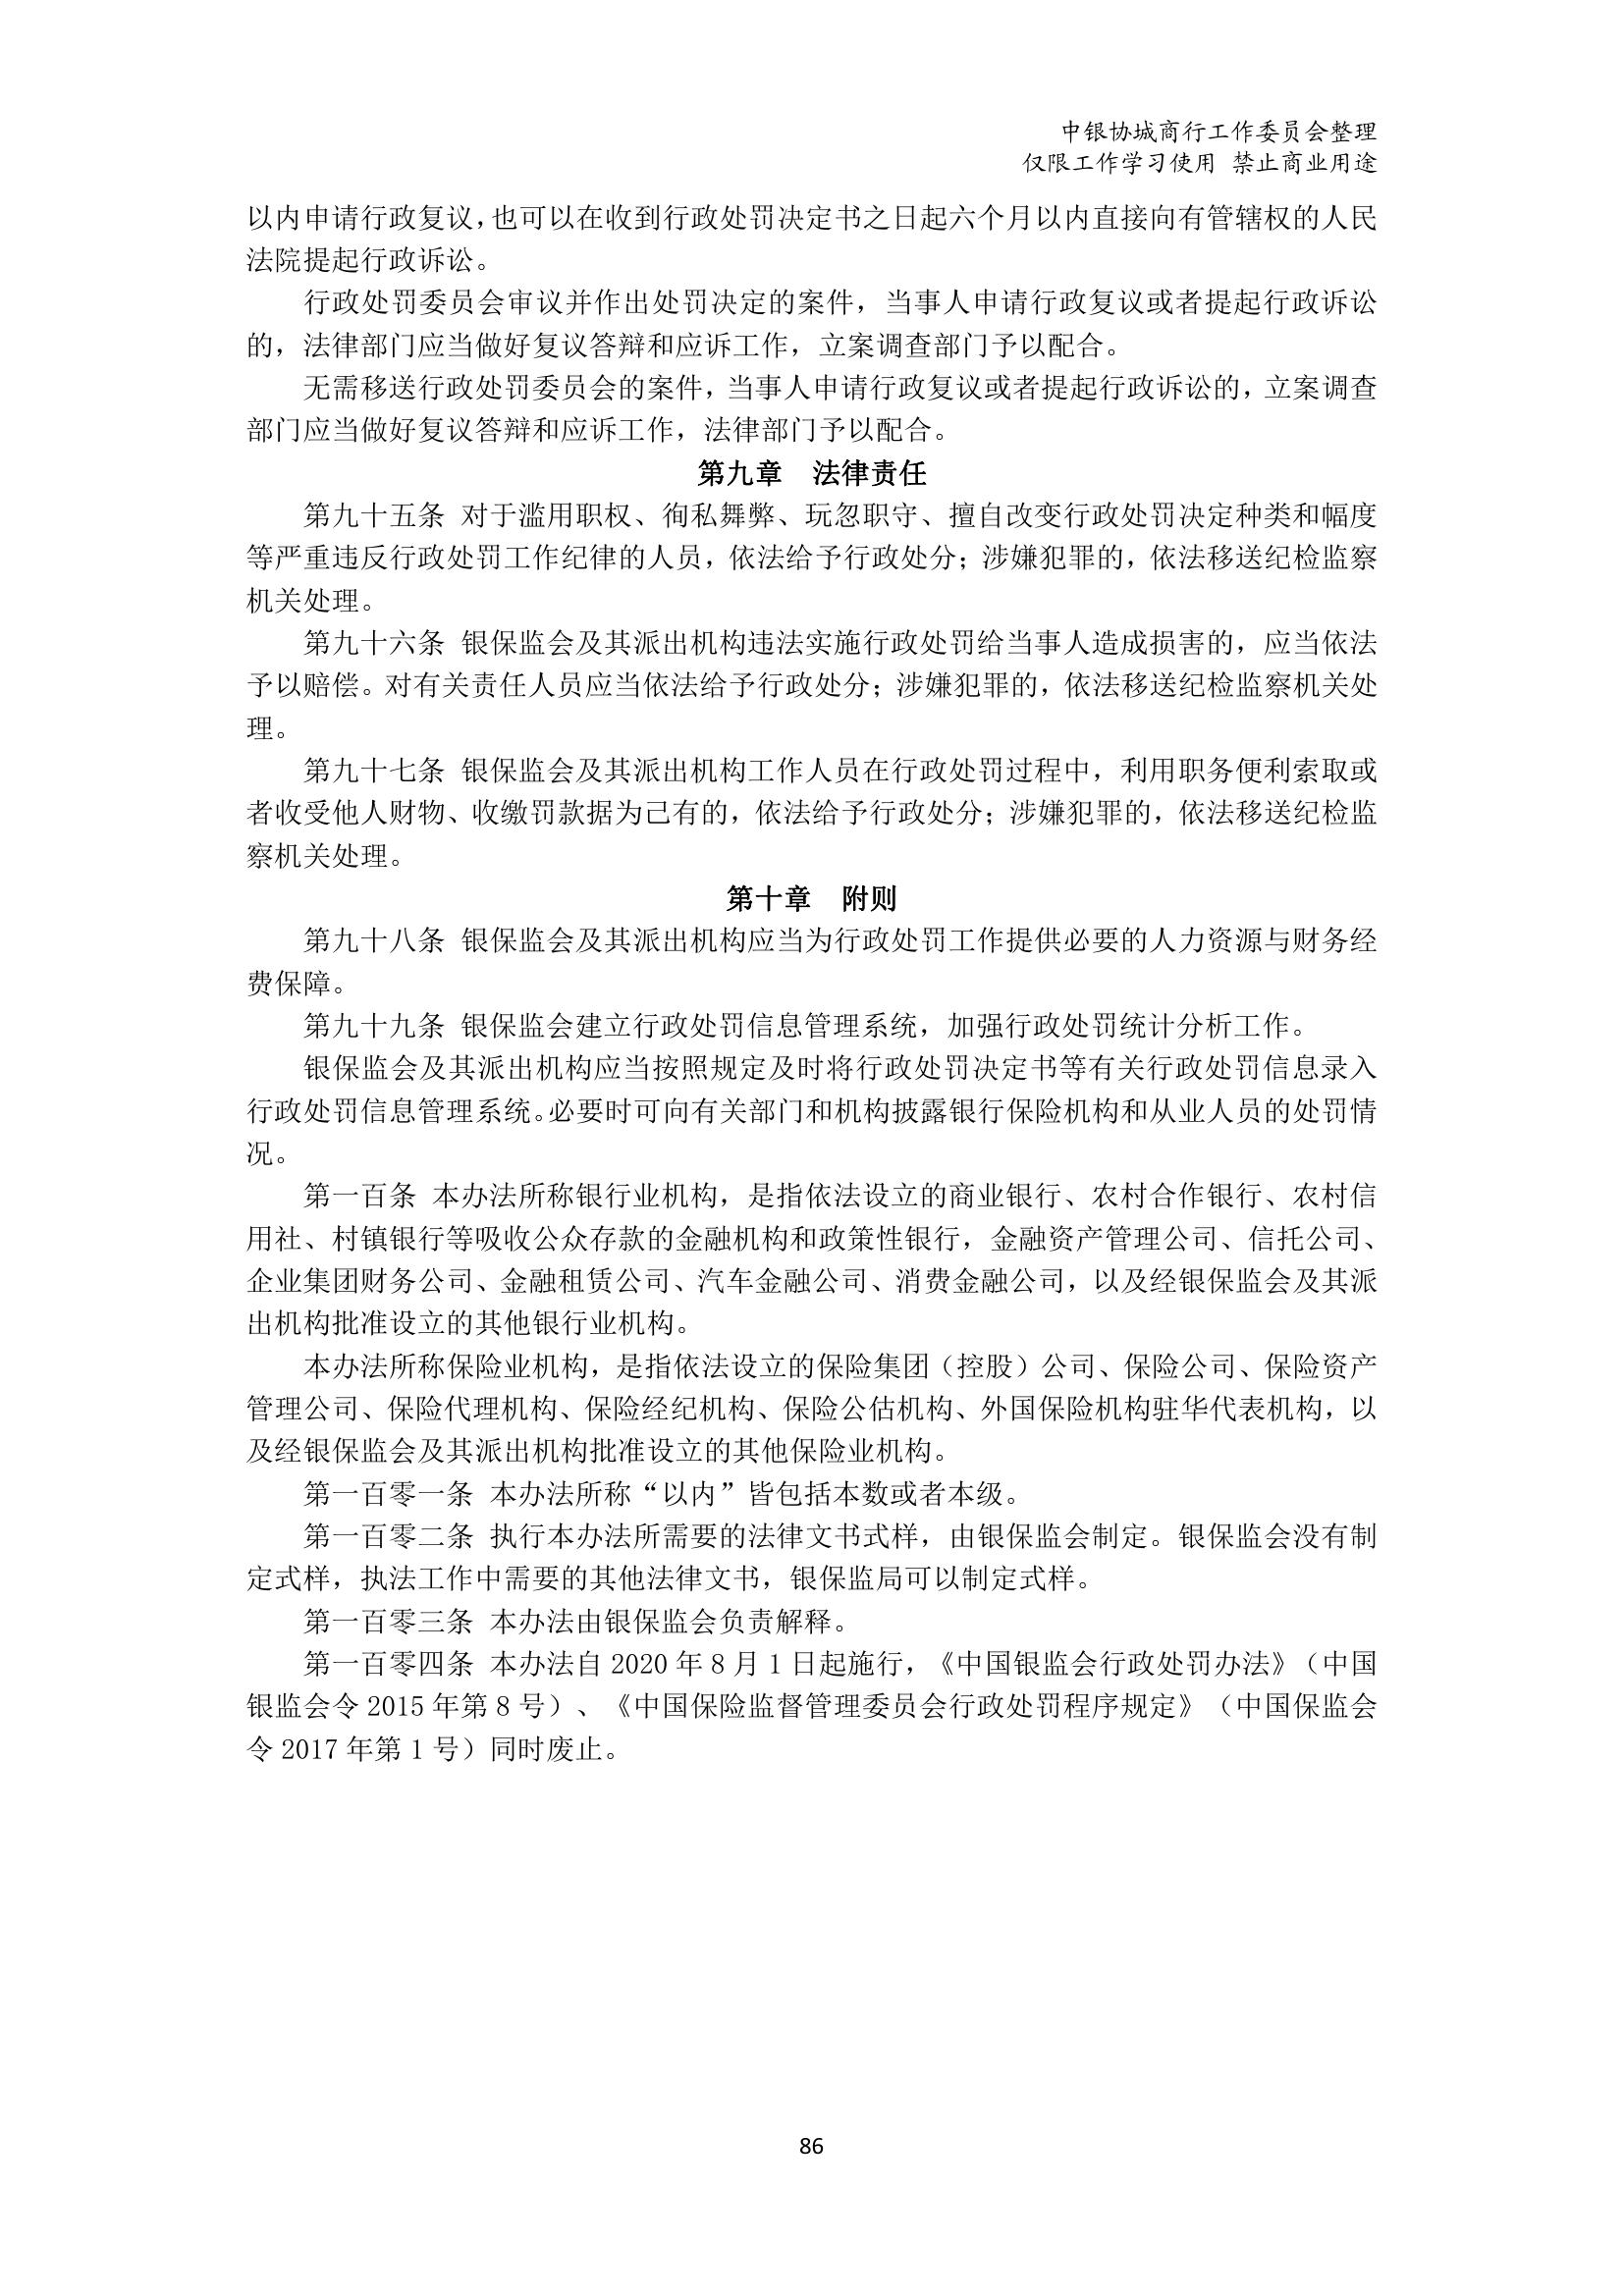 中银协城商行工作委员会整理
仅限工作学习使用 禁止商业用途
以内申请行政复议，也可以在收到行政处罚决定书之日起六个月以内直接向有管辖权的人民
法院提起行政诉讼。
行政处罚委员会审议并作出处罚决定的案件，当事人申请行政复议或者提起行政诉讼
的，法律部门应当做好复议答辩和应诉工作，立案调查部门予以配合。
无需移送行政处罚委员会的案件，当事人申请行政复议或者提起行政诉讼的，立案调查
部门应当做好复议答辩和应诉工作，法律部门予以配合。
第九章　法律责任
第九十五条 对于滥用职权、徇私舞弊、玩忽职守、擅自改变行政处罚决定种类和幅度
等严重违反行政处罚工作纪律的人员，依法给予行政处分；涉嫌犯罪的，依法移送纪检监察
机关处理。
第九十六条 银保监会及其派出机构违法实施行政处罚给当事人造成损害的，应当依法
予以赔偿。对有关责任人员应当依法给予行政处分；涉嫌犯罪的，依法移送纪检监察机关处
理。
第九十七条 银保监会及其派出机构工作人员在行政处罚过程中，利用职务便利索取或
者收受他人财物、收缴罚款据为己有的，依法给予行政处分；涉嫌犯罪的，依法移送纪检监
察机关处理。
第十章　附则
第九十八条 银保监会及其派出机构应当为行政处罚工作提供必要的人力资源与财务经
费保障。
第九十九条 银保监会建立行政处罚信息管理系统，加强行政处罚统计分析工作。
银保监会及其派出机构应当按照规定及时将行政处罚决定书等有关行政处罚信息录入
行政处罚信息管理系统。必要时可向有关部门和机构披露银行保险机构和从业人员的处罚情
况。
第一百条 本办法所称银行业机构，是指依法设立的商业银行、农村合作银行、农村信
用社、村镇银行等吸收公众存款的金融机构和政策性银行，金融资产管理公司、信托公司、
企业集团财务公司、金融租赁公司、汽车金融公司、消费金融公司，以及经银保监会及其派
出机构批准设立的其他银行业机构。
本办法所称保险业机构，是指依法设立的保险集团（控股）公司、保险公司、保险资产
管理公司、保险代理机构、保险经纪机构、保险公估机构、外国保险机构驻华代表机构，以
及经银保监会及其派出机构批准设立的其他保险业机构。
第一百零一条 本办法所称“以内”皆包括本数或者本级。
第一百零二条 执行本办法所需要的法律文书式样，由银保监会制定。银保监会没有制
定式样，执法工作中需要的其他法律文书，银保监局可以制定式样。
第一百零三条 本办法由银保监会负责解释。
第一百零四条 本办法自 2020 年 8 月 1 日起施行，《中国银监会行政处罚办法》（中国
银监会令 2015 年第 8 号）、《中国保险监督管理委员会行政处罚程序规定》（中国保监会
令 2017 年第 1 号）同时废止。
86